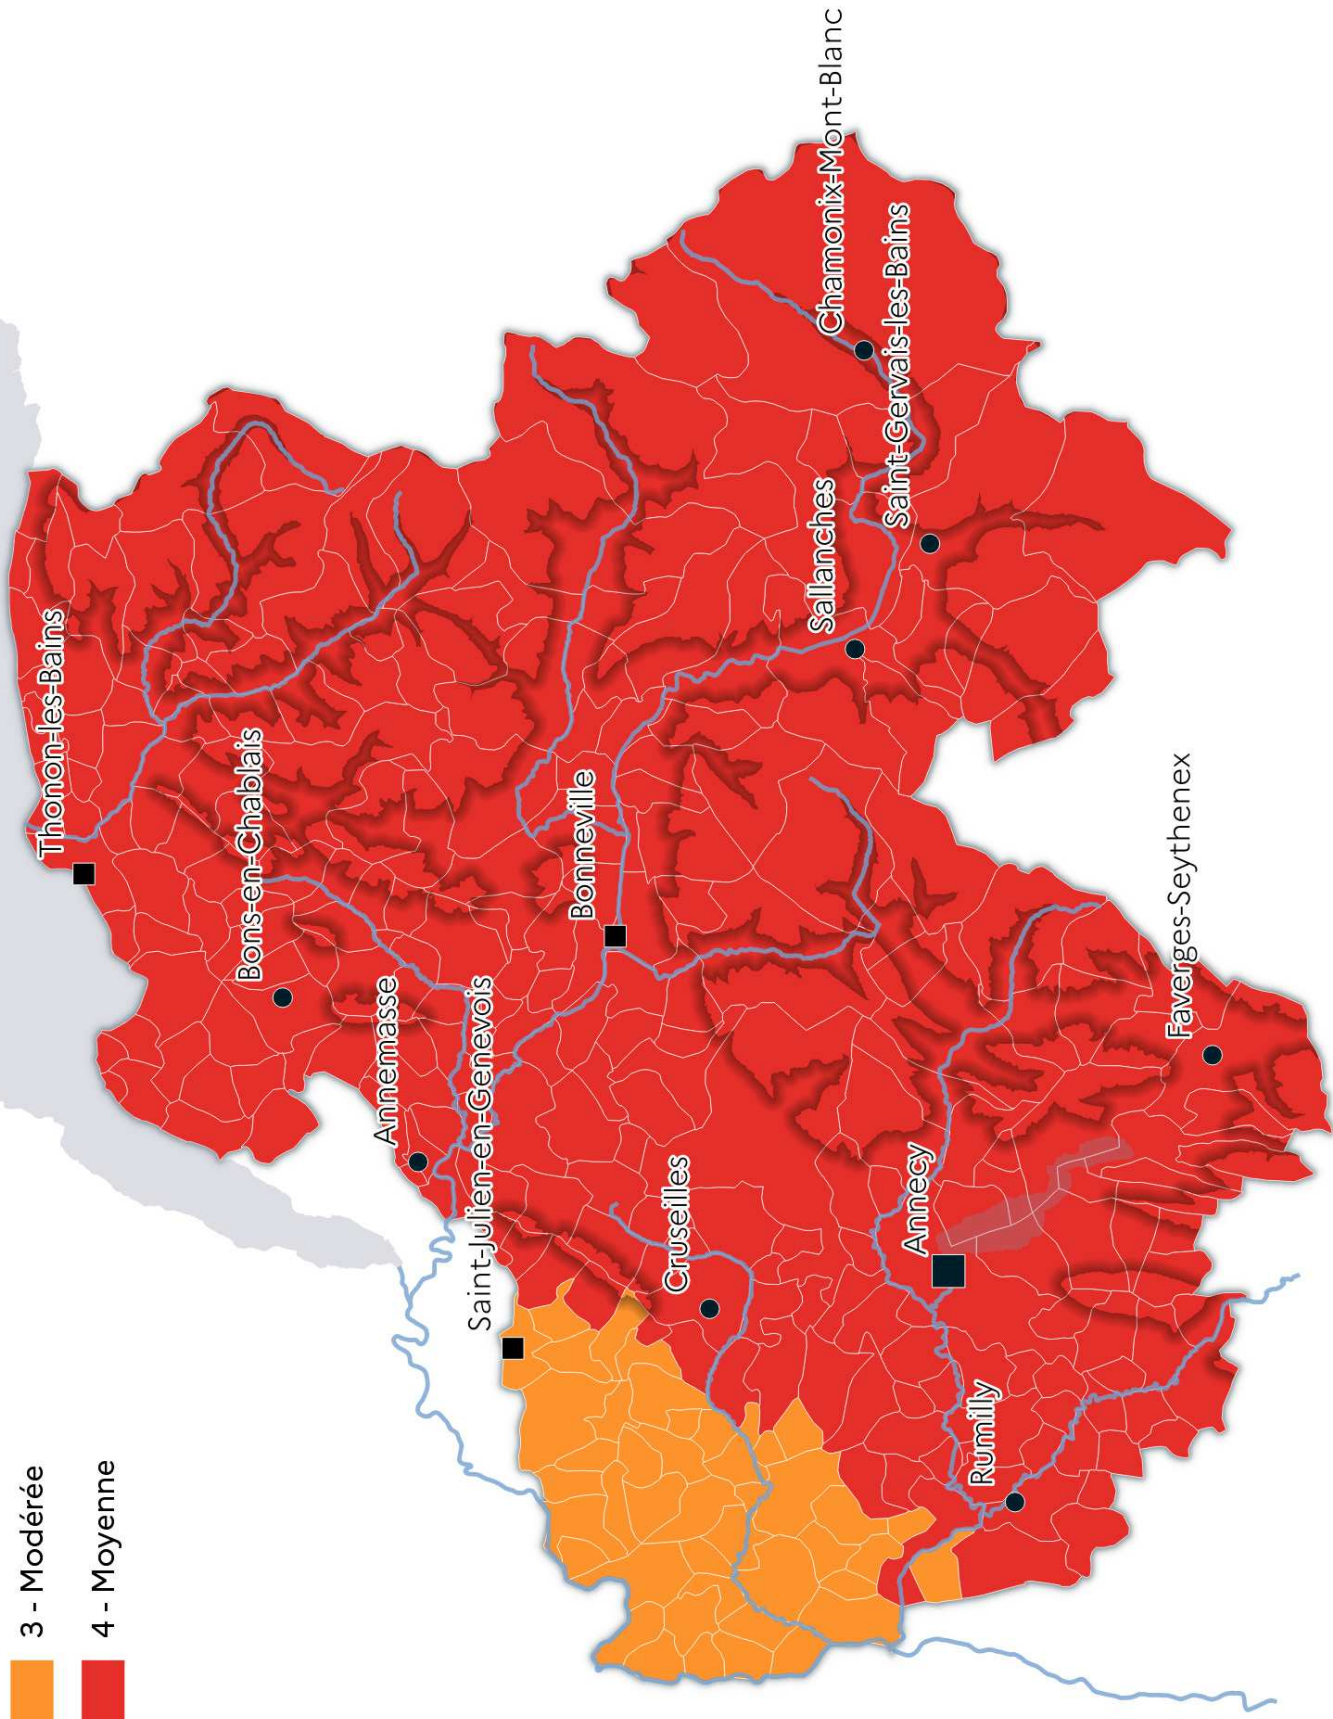 3 - Modérée
4 - Moyenne
Thonon-les-Bains
Bons-en-Chablais
Annemasse
Saint-Julien-en-Genevois
Bonneville
Cruseilles
Sallanches
Chamonix-Mont-Blanc
Saint-Gervais-les-Bains
Annecy
Rumilly
Faverges-Seythenex